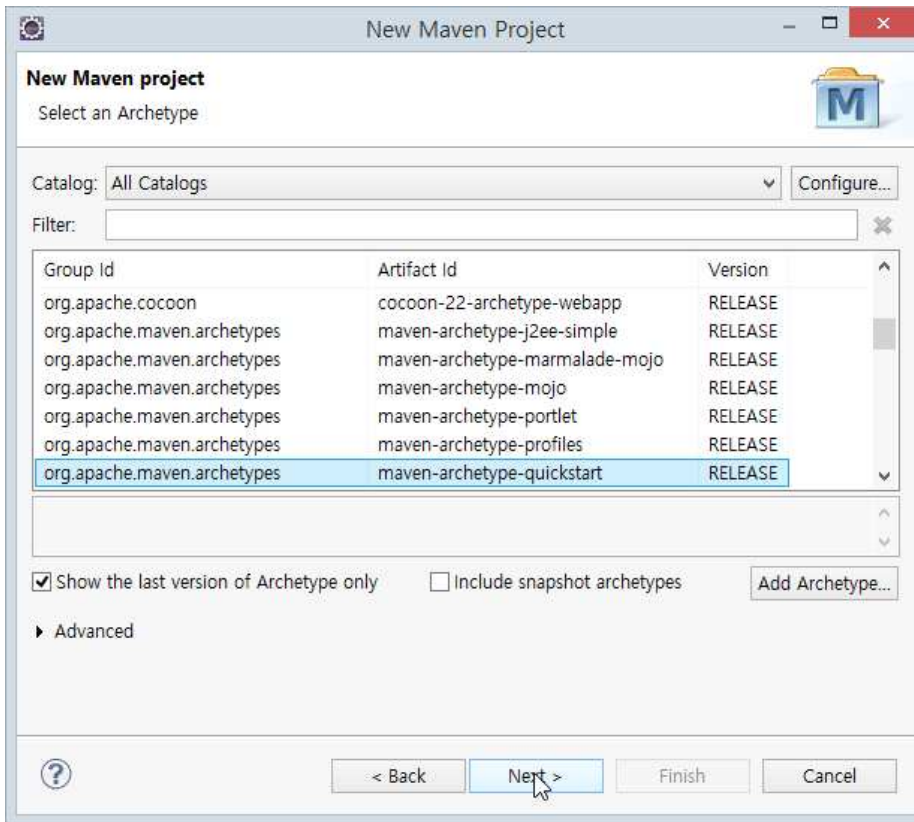 New Maven Project
New Maven project
Select an Archetype
M
Catalog: All Catalogs Configure...
Filter:
Group Id Artifact Id Version
org.apache.cocoon cocoon-22-archetype-webapp RELEASE
org.apache.maven.archetypes maven-archetype-j2ee-simple RELEASE
org.apache.maven.archetypes maven-archetype-marmalade-mojo RELEASE
org.apache.maven.archetypes maven-archetype-mojo RELEASE
org.apache.maven.archetypes maven-archetype-portlet RELEASE
org.apache.maven.archetypes maven-archetype-profiles RELEASE
org.apache.maven.archetypes maven-archetype-quickstart RELEASE
Show the last version of Archetype only Include snapshot archetypes Add Archetype...
Advanced
? < Back Next > Finish Cancel